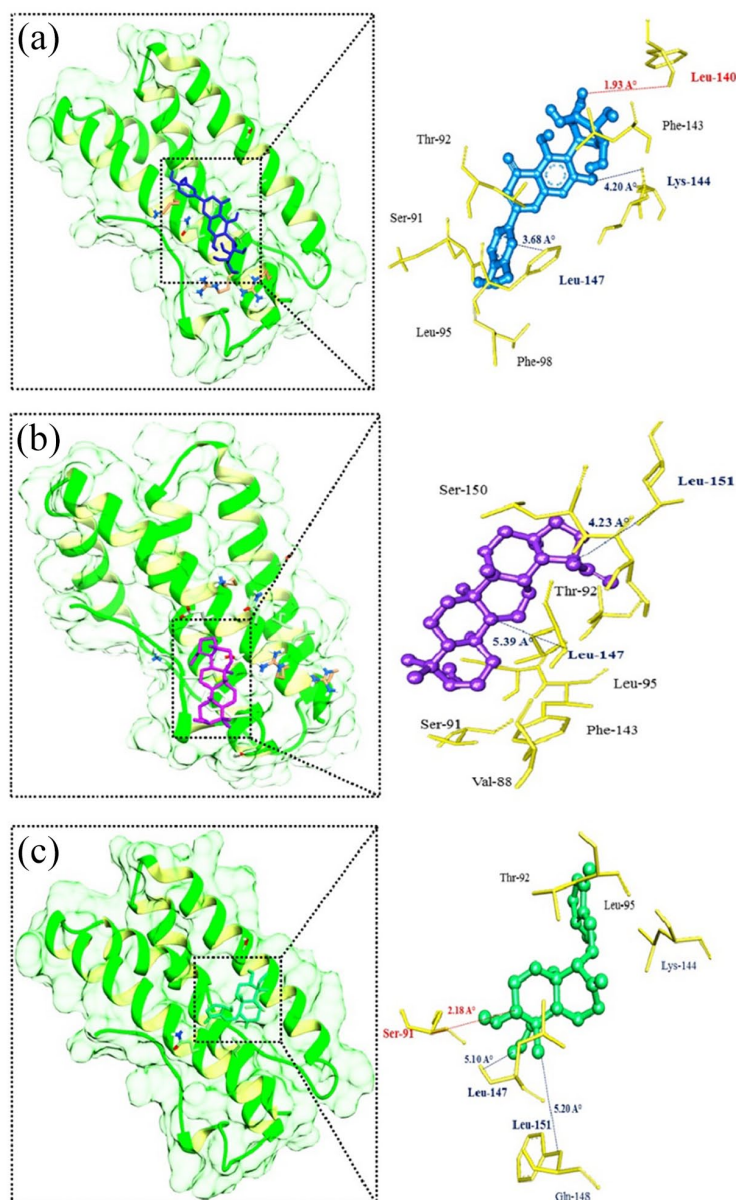 (a)
Leu-140
1.93 A°
Phe-143
Thr-92
4.20 A°
Lys-144
Ser-91
3.68 A°
Leu-147
Leu-95
Phe-98
(b)
Ser-150
Leu-151
4.23 A°
Thr-92
5.39 A°
Leu-147
Leu-95
Ser-91
Phe-143
Val-88
(c)
Thr-92
Leu-95
Lys-144
2.18 A°
Ser-91
5.10 A°
Leu-147
5.20 A°
Leu-151
Gln-148